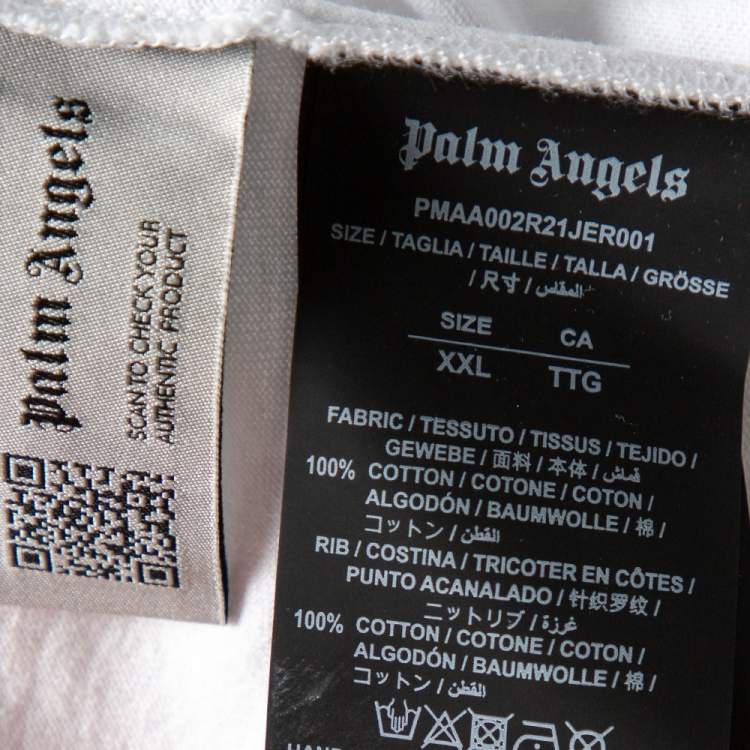 Palm Angels
SCAN TO CHECK YOUR
AUTHENTIC PRODUCT
Palm Angels
PMAA002R21JER001
SIZE / TAGLIA / TAILLE / TALLA / GRÖSSE
/ 尺寸 / المقاس
SIZE CA
XXL TTG
FABRIC / TESSUTO / TISSUS / TEJIDO /
GEWEBE / 面料 / 本体 / قماش
100% COTTON / COTONE / COTON /
ALGODÓN / BAUMWOLLE / 棉 /
コットン / القطن
RIB / COSTINA / TRICOTER EN CÔTES /
PUNTO ACANALADO / 针织罗纹 /
ニットリブ / غرزة
100% COTTON / COTONE / COTON /
ALGODÓN / BAUMWOLLE / 棉 /
コットン / القطن